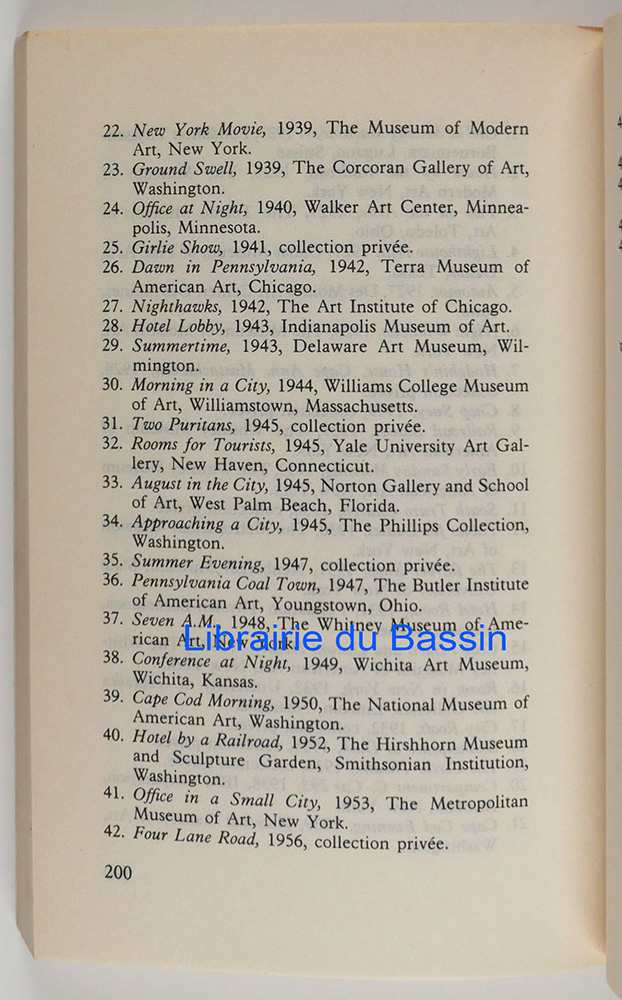 22. New York Movie, 1939, The Museum of Modern
Art, New York.
23. Ground Swell, 1939, The Corcoran Gallery of Art,
Washington.
24. Office at Night, 1940, Walker Art Center, Minnea-
polis, Minnesota.
25. Girlie Show, 1941, collection privée.
26. Dawn in Pennsylvania, 1942, Terra Museum of
American Art, Chicago.
27. Nighthawks, 1942, The Art Institute of Chicago.
28. Hotel Lobby, 1943, Indianapolis Museum of Art.
29. Summertime, 1943, Delaware Art Museum, Wil-
mington.
30. Morning in a City, 1944, Williams College Museum
of Art, Williamstown, Massachusetts.
31. Two Puritans, 1945, collection privée.
32. Rooms for Tourists, 1945, Yale University Art Gal-
lery, New Haven, Connecticut.
33. August in the City, 1945, Norton Gallery and School
of Art, West Palm Beach, Florida.
34. Approaching a City, 1945, The Phillips Collection,
Washington.
35. Summer Evening, 1947, collection privée.
36. Pennsylvania Coal Town, 1947, The Butler Institute
of American Art, Youngstown, Ohio.
37. Seven A.M., 1948, The Whitney Museum of Ame-
rican Art, New York.
Librairie du Bassin
38. Conference at Night, 1949, Wichita Art Museum,
Wichita, Kansas.
39. Cape Cod Morning, 1950, The National Museum of
American Art, Washington.
40. Hotel by a Railroad, 1952, The Hirshhorn Museum
and Sculpture Garden, Smithsonian Institution,
Washington.
41. Office in a Small City, 1953, The Metropolitan
Museum of Art, New York.
42. Four Lane Road, 1956, collection privée.
200